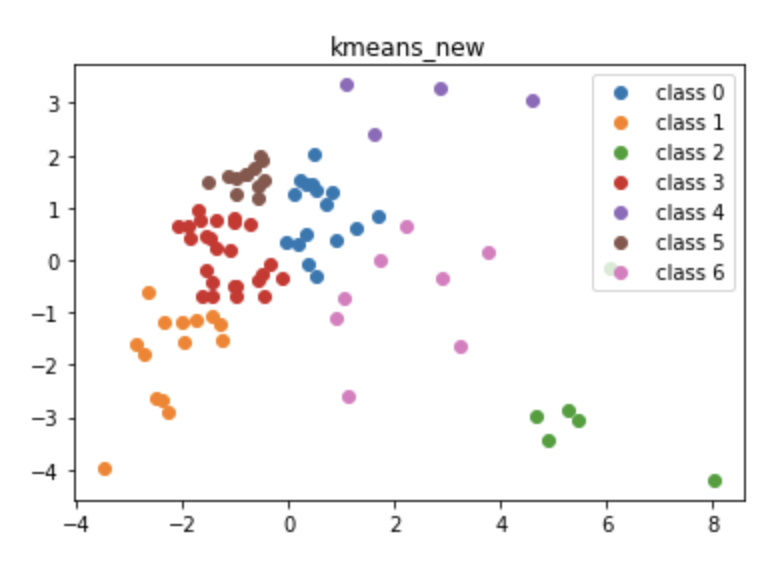 kmeans_new
3
2
1
0
−1
−2
−3
−4
−4
−2
0
2
4
6
8
class 0
class 1
class 2
class 3
class 4
class 5
class 6